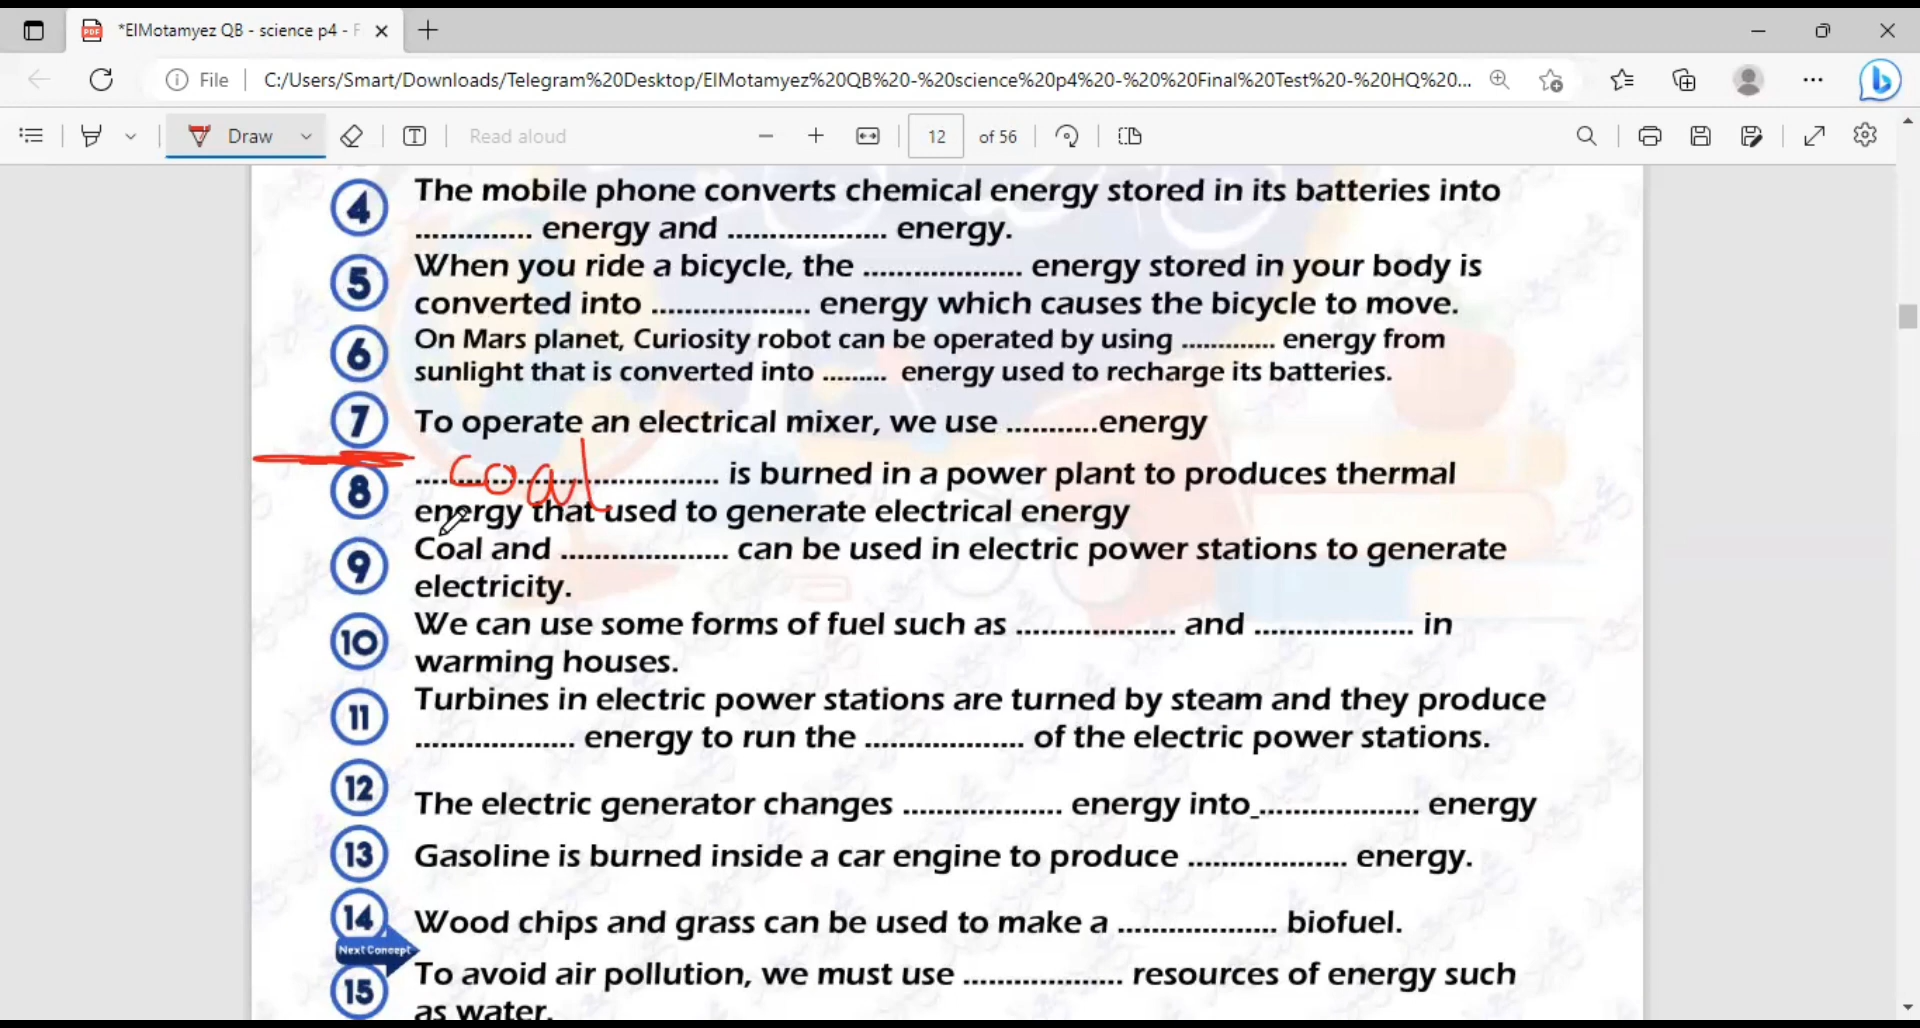 *ElMotamyez QB - science p4 - F
File
C:/Users/Smart/Downloads/Telegram%20Desktop/ElMotamyez%20QB%20-%20science%20p4%20-%20%20Final%20Test%20-%20HQ%20...
Draw
Read aloud
12 of 56
4 The mobile phone converts chemical energy stored in its batteries into
.............. energy and ................... energy.
5 When you ride a bicycle, the ................... energy stored in your body is
converted into ................... energy which causes the bicycle to move.
6 On Mars planet, Curiosity robot can be operated by using ............. energy from
sunlight that is converted into ......... energy used to recharge its batteries.
7 To operate an electrical mixer, we use ...........energy
8 coal is burned in a power plant to produces thermal
energy that used to generate electrical energy
9 Coal and .................... can be used in electric power stations to generate
electricity.
10 We can use some forms of fuel such as ................... and ................... in
warming houses.
11 Turbines in electric power stations are turned by steam and they produce
................... energy to run the ................... of the electric power stations.
12 The electric generator changes ................... energy into_................... energy
13 Gasoline is burned inside a car engine to produce ................... energy.
14 Wood chips and grass can be used to make a ................... biofuel.
Next Concept
15 To avoid air pollution, we must use ................... resources of energy such
as water.